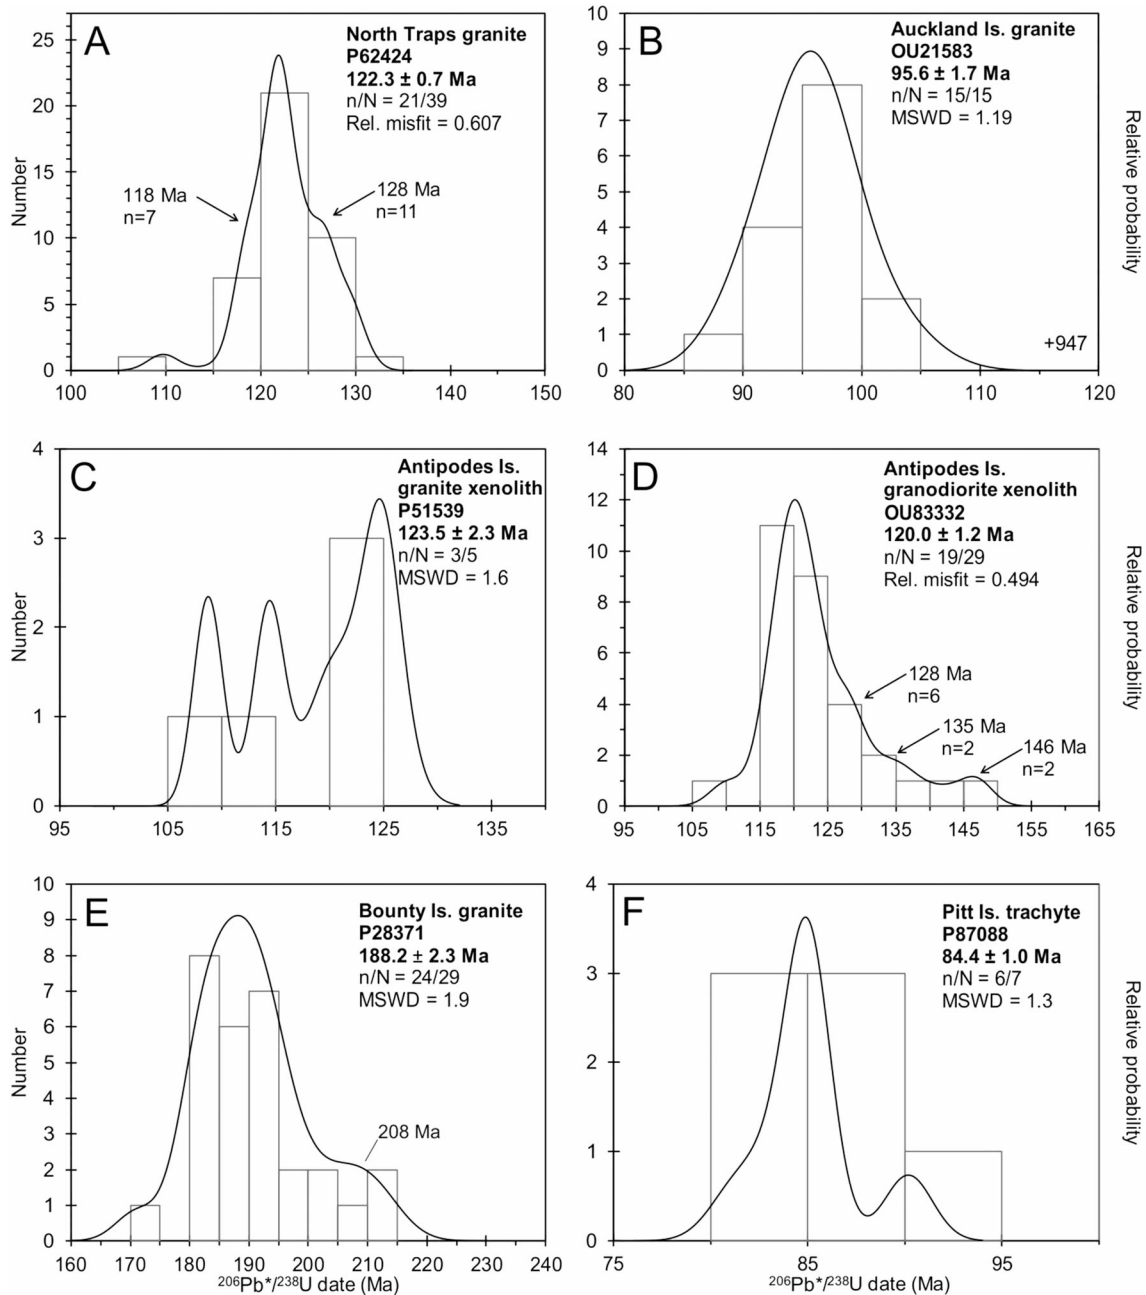 A
North Traps granite
P62424
122.3 ± 0.7 Ma
n/N = 21/39
Rel. misfit = 0.607
118 Ma
n=7
128 Ma
n=11
Number
25
20
15
10
5
0
100 110 120 130 140 150
B
Auckland Is. granite
OU21583
95.6 ± 1.7 Ma
n/N = 15/15
MSWD = 1.19
+947
10
9
8
7
6
5
4
3
2
1
0
80 90 100 110 120
Relative probability
C
Antipodes Is.
granite xenolith
P51539
123.5 ± 2.3 Ma
n/N = 3/5
MSWD = 1.6
Number
4
3
2
1
0
95 105 115 125 135
D
Antipodes Is.
granodiorite xenolith
OU83332
120.0 ± 1.2 Ma
n/N = 19/29
Rel. misfit = 0.494
128 Ma
n=6
135 Ma
n=2
146 Ma
n=2
14
12
10
8
6
4
2
0
95 105 115 125 135 145 155 165
Relative probability
E
Bounty Is. granite
P28371
188.2 ± 2.3 Ma
n/N = 24/29
MSWD = 1.9
208 Ma
Number
10
9
8
7
6
5
4
3
2
1
0
160 170 180 190 200 210 220 230 240
²⁰⁶Pb*/²³⁸U date (Ma)
F
Pitt Is. trachyte
P87088
84.4 ± 1.0 Ma
n/N = 6/7
MSWD = 1.3
4
3
2
1
0
75 85 95
²⁰⁶Pb*/²³⁸U date (Ma)
Relative probability